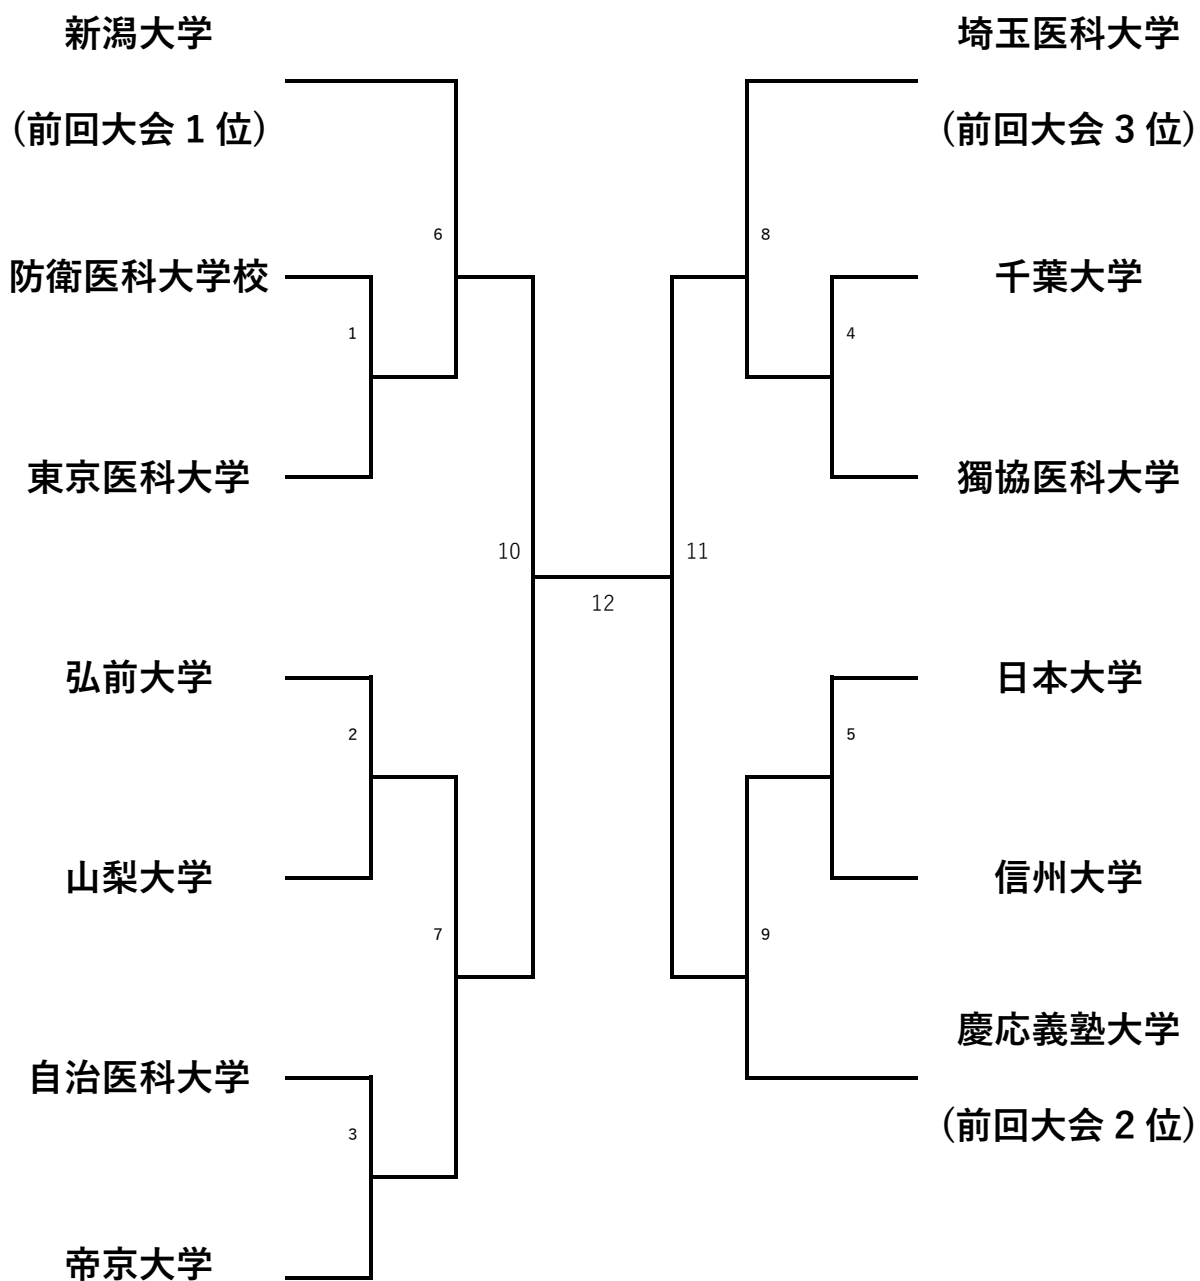 新潟大学
(前回大会 1 位)
6
防衛医科大学校
1
東京医科大学
10
弘前大学
2
山梨大学
7
自治医科大学
3
帝京大学
12
埼玉医科大学
(前回大会 3 位)
8
千葉大学
4
獨協医科大学
11
日本大学
5
信州大学
9
慶応義塾大学
(前回大会 2 位)